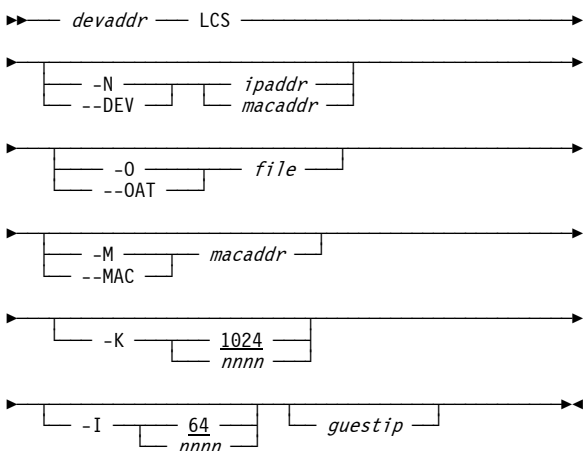 devaddr LCS
-N ipaddr
--DEV macaddr
-O file
--OAT
-M macaddr
--MAC
-K 1024
nnnn
-I 64 guestip
nnnn